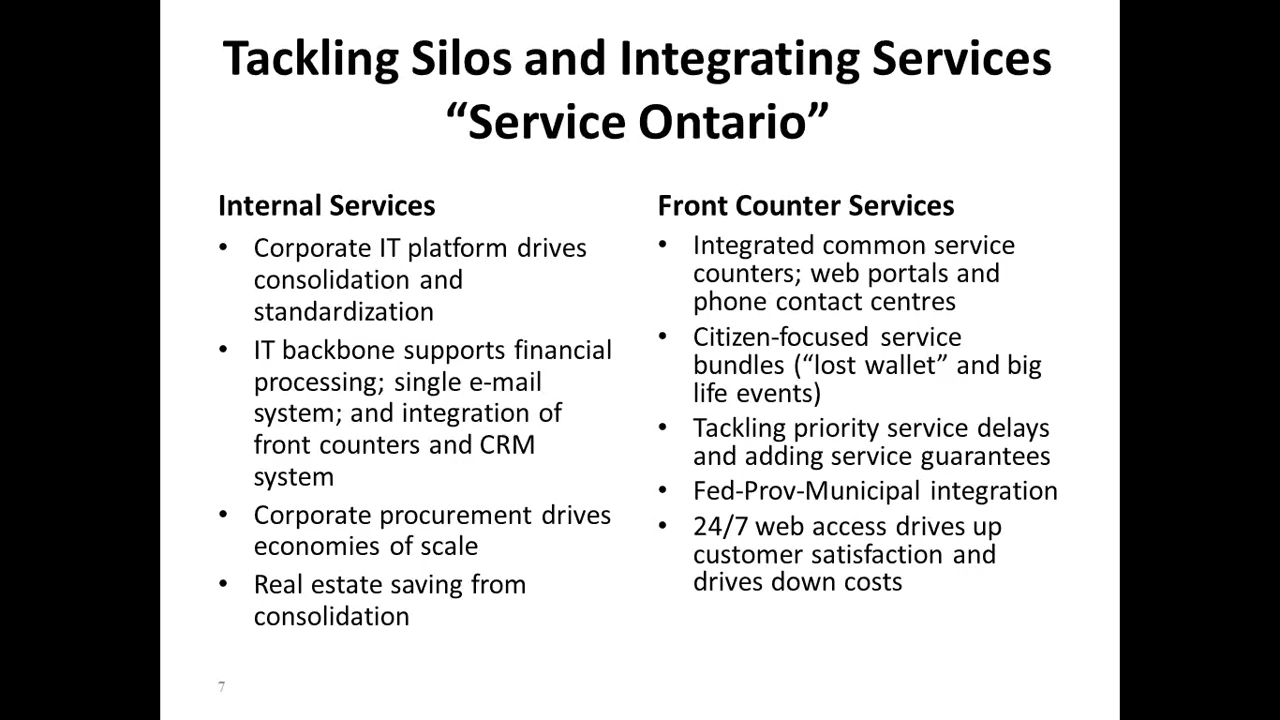 Tackling Silos and Integrating Services
“Service Ontario”
Internal Services
• Corporate IT platform drives
consolidation and
standardization
• IT backbone supports financial
processing; single e-mail
system; and integration of
front counters and CRM
system
• Corporate procurement drives
economies of scale
• Real estate saving from
consolidation
Front Counter Services
• Integrated common service
counters; web portals and
phone contact centres
• Citizen-focused service
bundles (“lost wallet” and big
life events)
• Tackling priority service delays
and adding service guarantees
• Fed-Prov-Municipal integration
• 24/7 web access drives up
customer satisfaction and
drives down costs
7